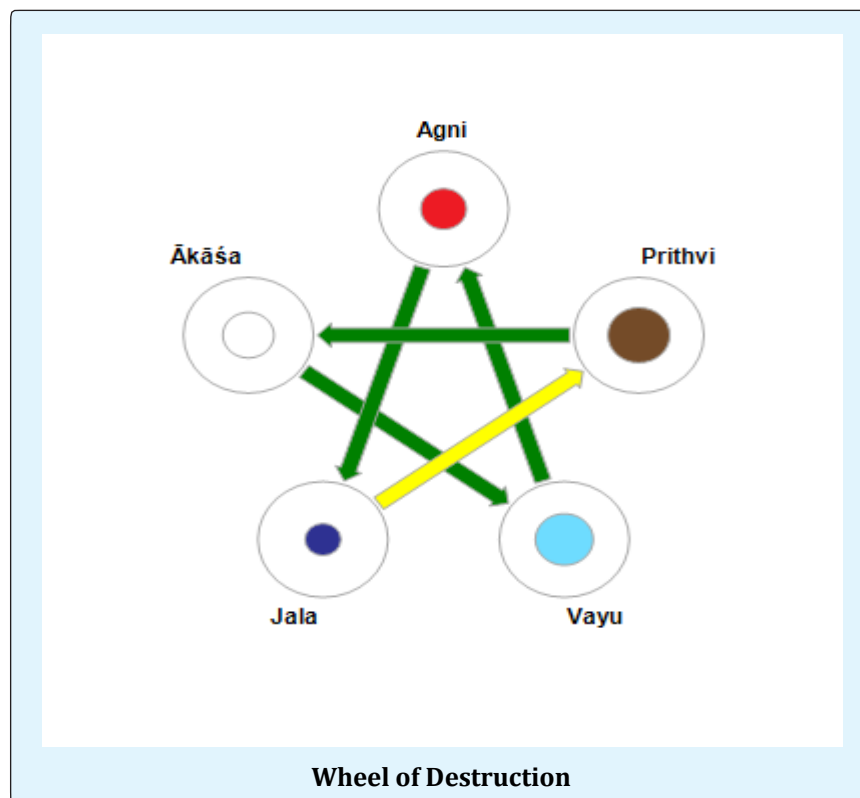 Agni
Ākāśa
Prithvi
Jala
Vayu
Wheel of Destruction